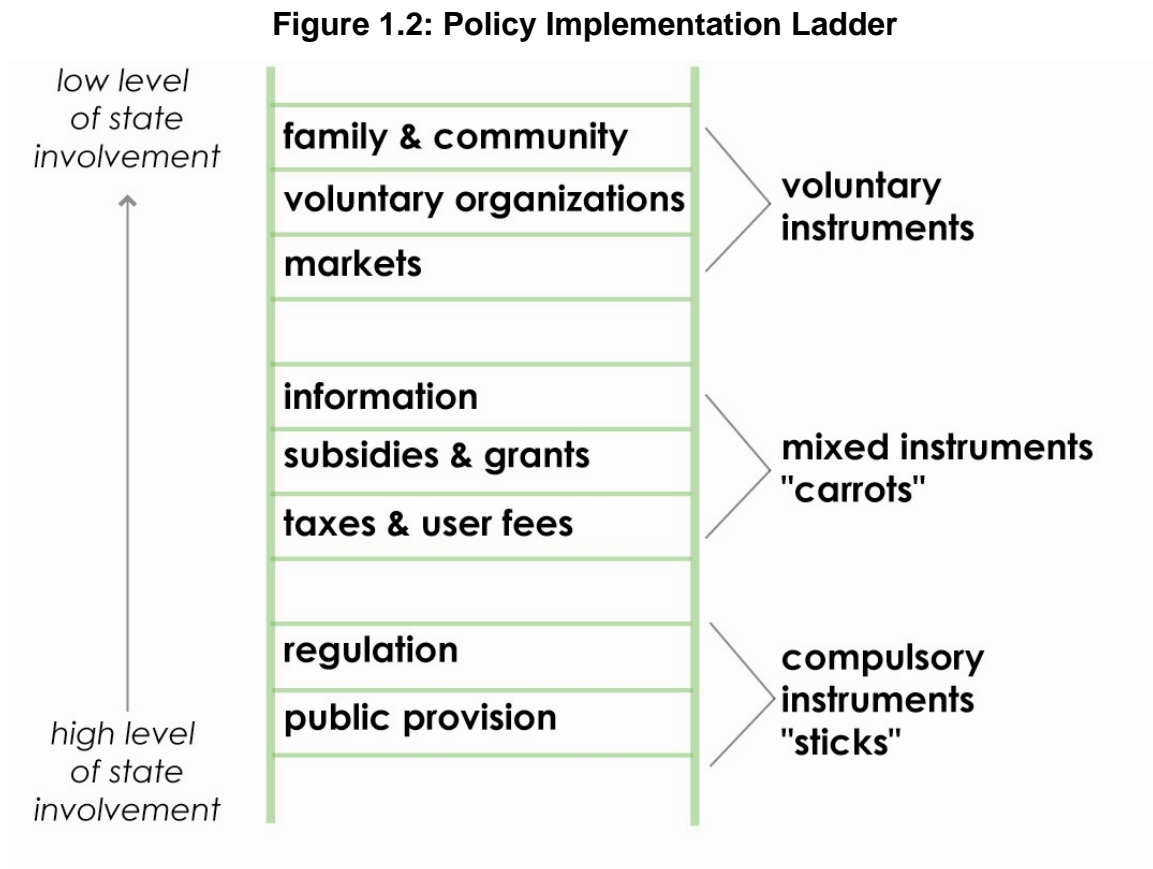 Figure 1.2: Policy Implementation Ladder
low level
of state
involvement
family & community
voluntary organizations
markets
voluntary
instruments
information
subsidies & grants
taxes & user fees
mixed instruments
"carrots"
regulation
public provision
compulsory
instruments
"sticks"
high level
of state
involvement